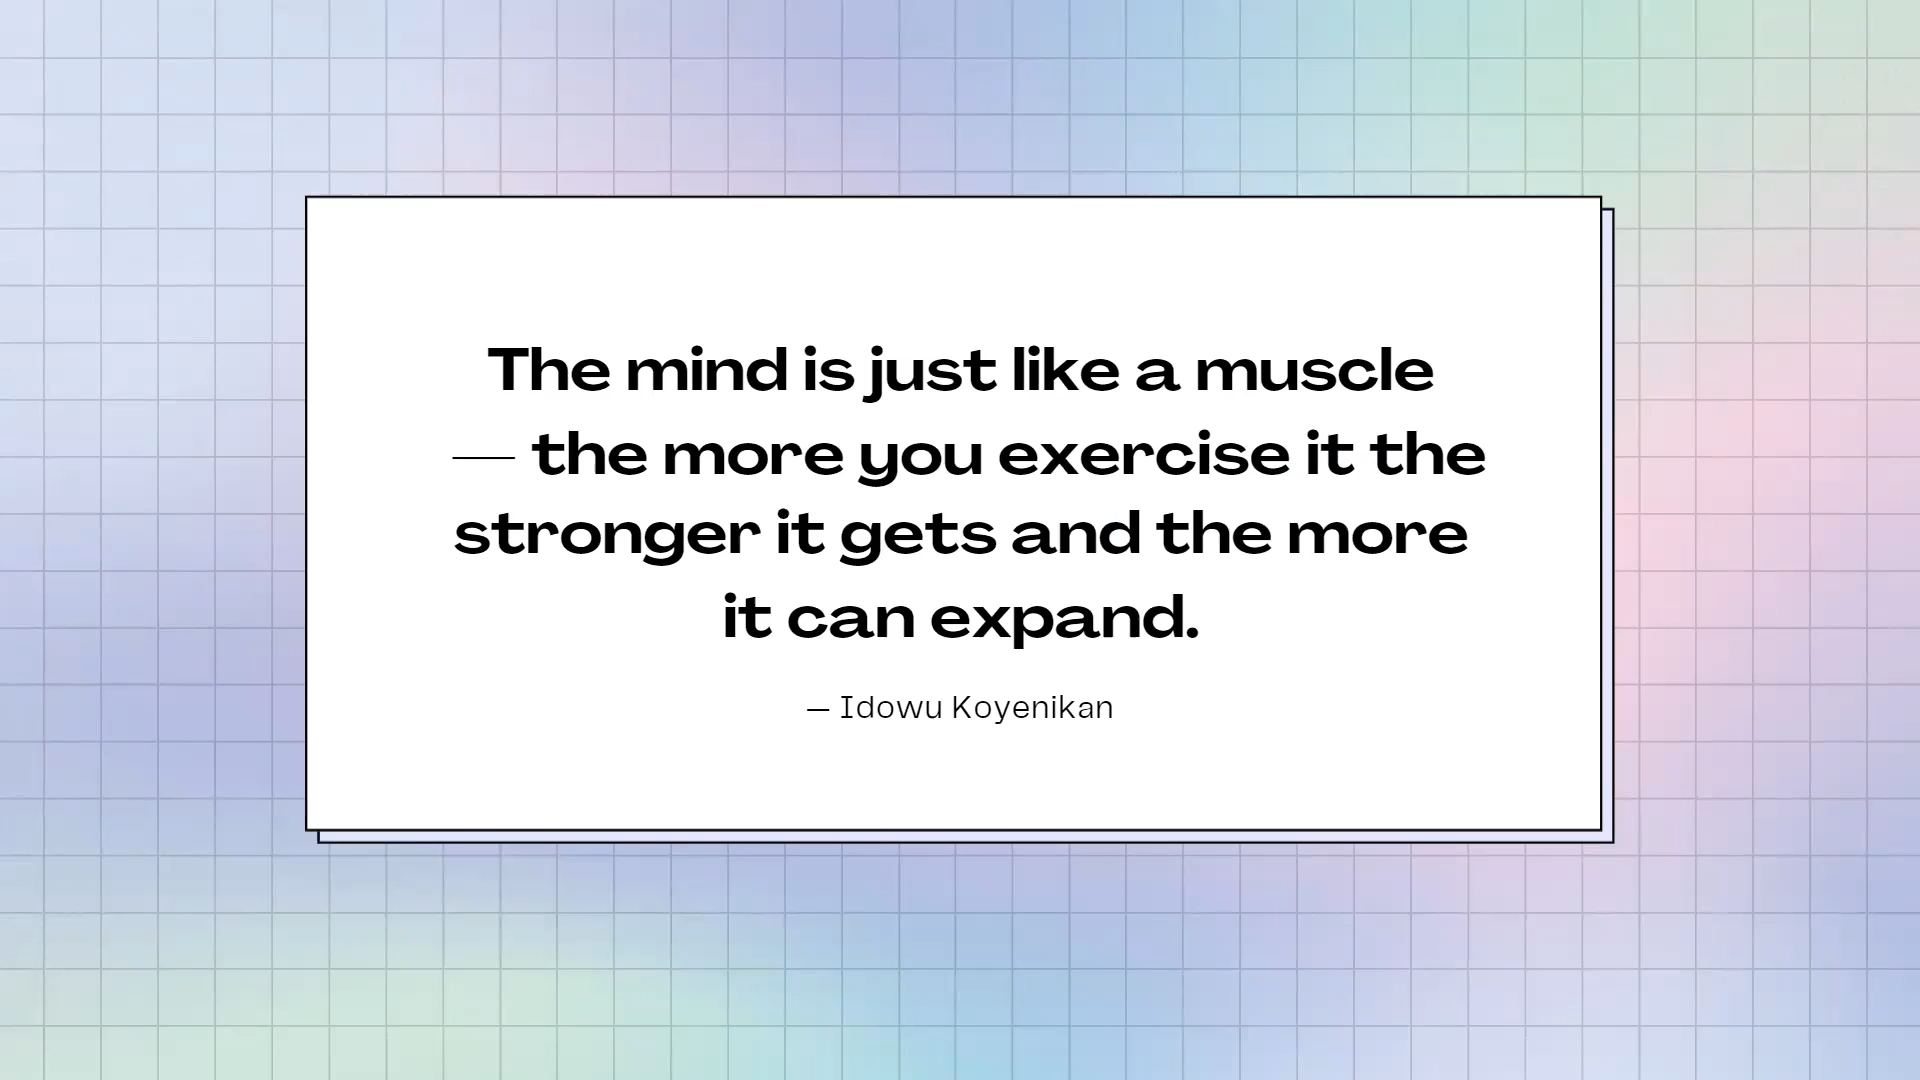 The mind is just like a muscle
— the more you exercise it the
stronger it gets and the more
it can expand.
— Idowu Koyenikan